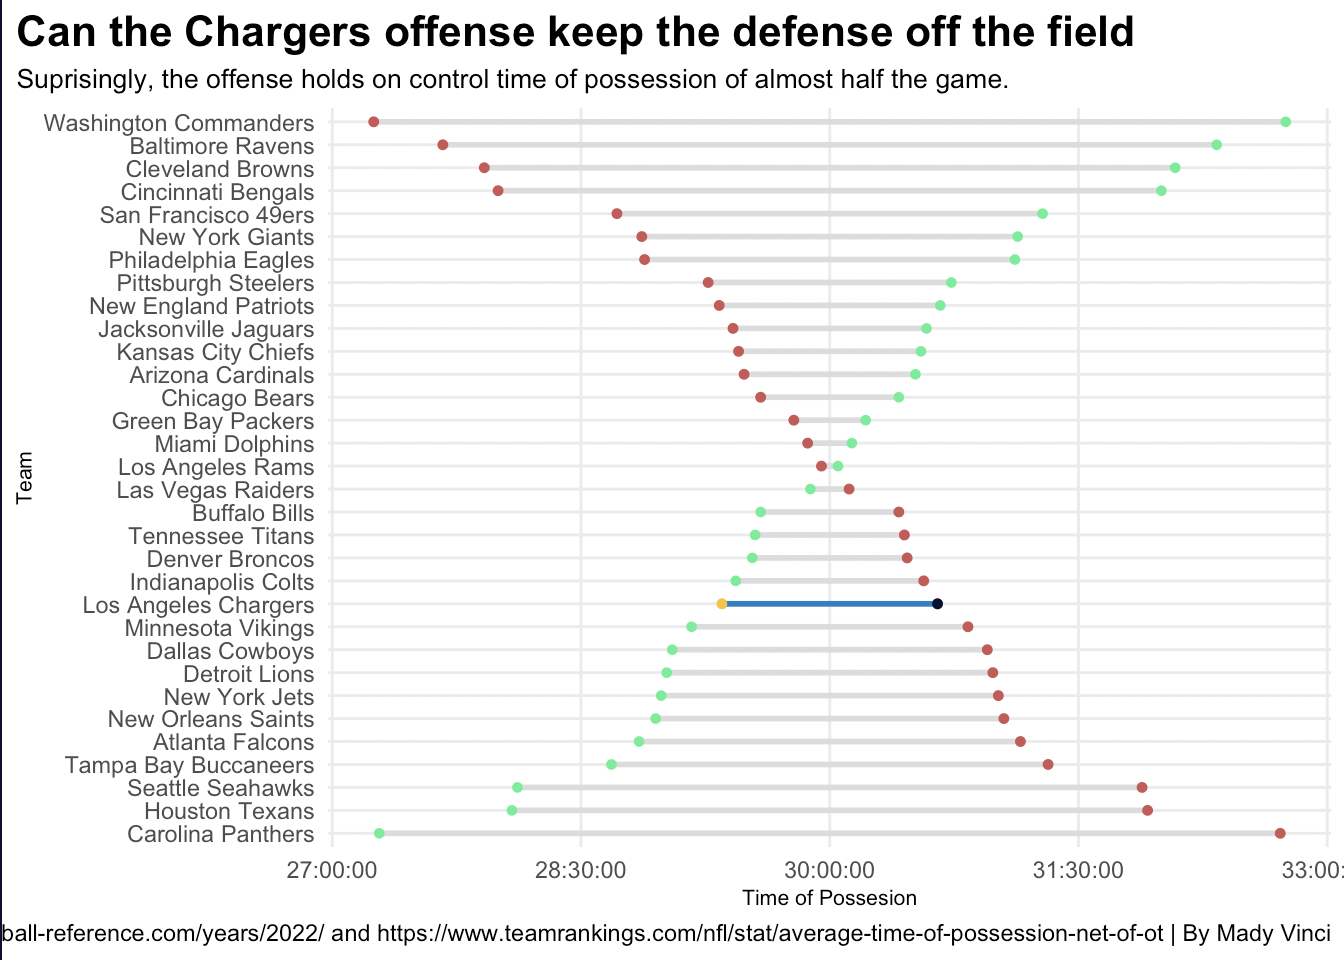 Can the Chargers offense keep the defense off the field
Suprisingly, the offense holds on control time of possession of almost half the game.
Washington Commanders
Baltimore Ravens
Cleveland Browns
Cincinnati Bengals
San Francisco 49ers
New York Giants
Philadelphia Eagles
Pittsburgh Steelers
New England Patriots
Jacksonville Jaguars
Kansas City Chiefs
Arizona Cardinals
Chicago Bears
Green Bay Packers
Miami Dolphins
Los Angeles Rams
Las Vegas Raiders
Buffalo Bills
Tennessee Titans
Denver Broncos
Indianapolis Colts
Los Angeles Chargers
Minnesota Vikings
Dallas Cowboys
Detroit Lions
New York Jets
New Orleans Saints
Atlanta Falcons
Tampa Bay Buccaneers
Seattle Seahawks
Houston Texans
Carolina Panthers
Team
27:00:00 28:30:00 30:00:00 31:30:00 33:00:
Time of Possesion
ball-reference.com/years/2022/ and https://www.teamrankings.com/nfl/stat/average-time-of-possession-net-of-ot | By Mady Vinci